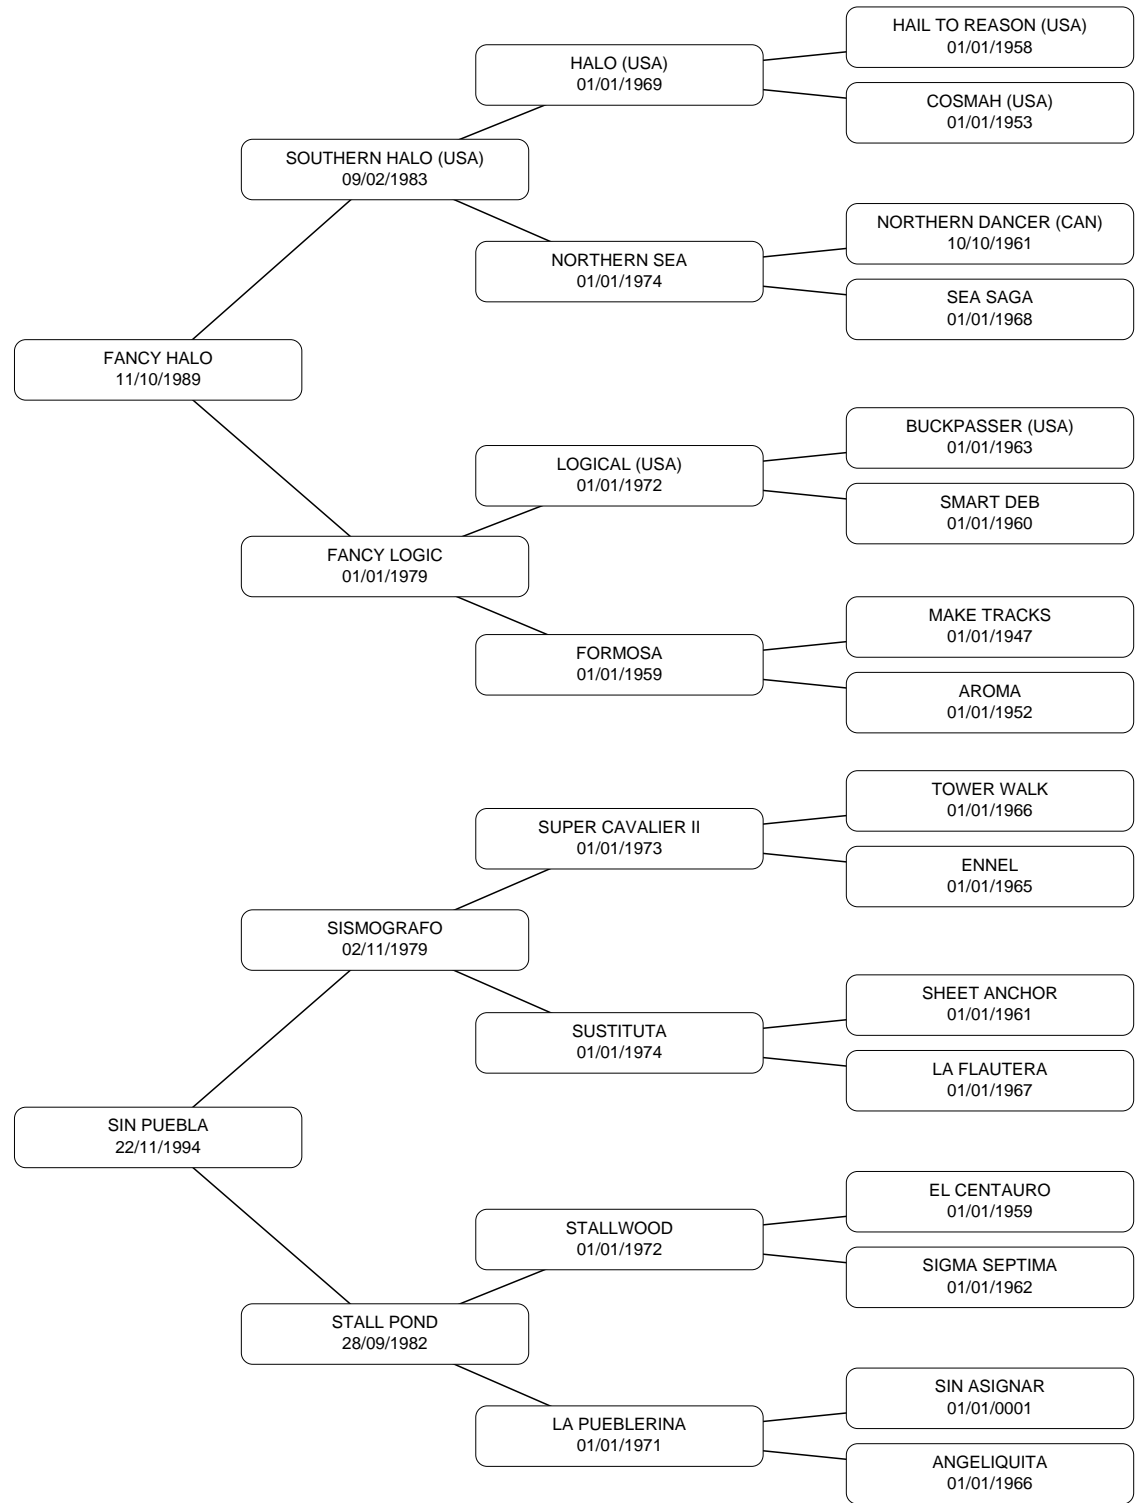 HAIL TO REASON (USA)
01/01/1958
HALO (USA)
01/01/1969
COSMAH (USA)
01/01/1953
SOUTHERN HALO (USA)
09/02/1983
NORTHERN DANCER (CAN)
10/10/1961
NORTHERN SEA
01/01/1974
SEA SAGA
01/01/1968
FANCY HALO
11/10/1989
BUCKPASSER (USA)
01/01/1963
LOGICAL (USA)
01/01/1972
SMART DEB
01/01/1960
FANCY LOGIC
01/01/1979
MAKE TRACKS
01/01/1947
FORMOSA
01/01/1959
AROMA
01/01/1952
TOWER WALK
01/01/1966
SUPER CAVALIER II
01/01/1973
ENNEL
01/01/1965
SISMOGRAFO
02/11/1979
SHEET ANCHOR
01/01/1961
SUSTITUTA
01/01/1974
LA FLAUTERA
01/01/1967
SIN PUEBLA
22/11/1994
EL CENTAURO
01/01/1959
STALLWOOD
01/01/1972
SIGMA SEPTIMA
01/01/1962
STALL POND
28/09/1982
SIN ASIGNAR
01/01/0001
LA PUEBLERINA
01/01/1971
ANGELIQUITA
01/01/1966